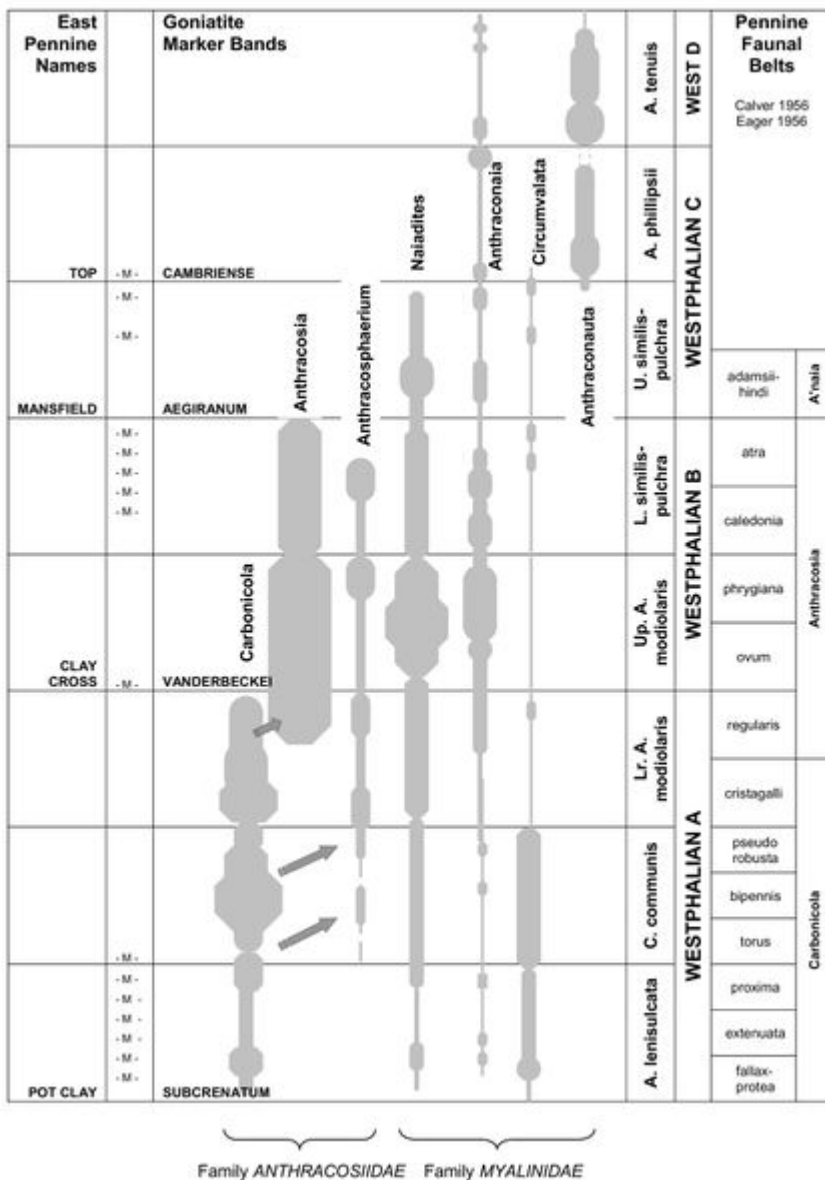 East
Pennine
Names
Goniatite
Marker Bands
Pennine
Faunal
Belts
Calver 1956
Eager 1956
A. tenuis
WEST D
A. phillipsii
WESTPHALIAN C
Naiadites
Anthraconaia
Circumvalata
Anthraconauta
TOP
- M -
CAMBRIENSE
- M -
- M -
Anthracosia
Anthracosphaerium
U. similis-
pulchra
adamsii-
hindi
A'naia
MANSFIELD
AEGIRANUM
- M -
- M -
- M -
- M -
- M -
L. similis-
pulchra
WESTPHALIAN B
atra
caledonia
Anthracosia
Carbonicola
Up. A.
modiolaris
phrygiana
ovum
CLAY
CROSS
- M -
VANDERBECKEI
Lr. A.
modiolaris
WESTPHALIAN A
regularis
cristagalli
C. communis
pseudo
robusta
bipennis
torus
Carbonicola
- M -
- M -
- M -
- M -
- M -
- M -
- M -
A. lenisulcata
proxima
extenuata
fallax-
protea
POT CLAY
SUBCRENATUM
Family ANTHRACOSIIDAE
Family MYALINIDAE